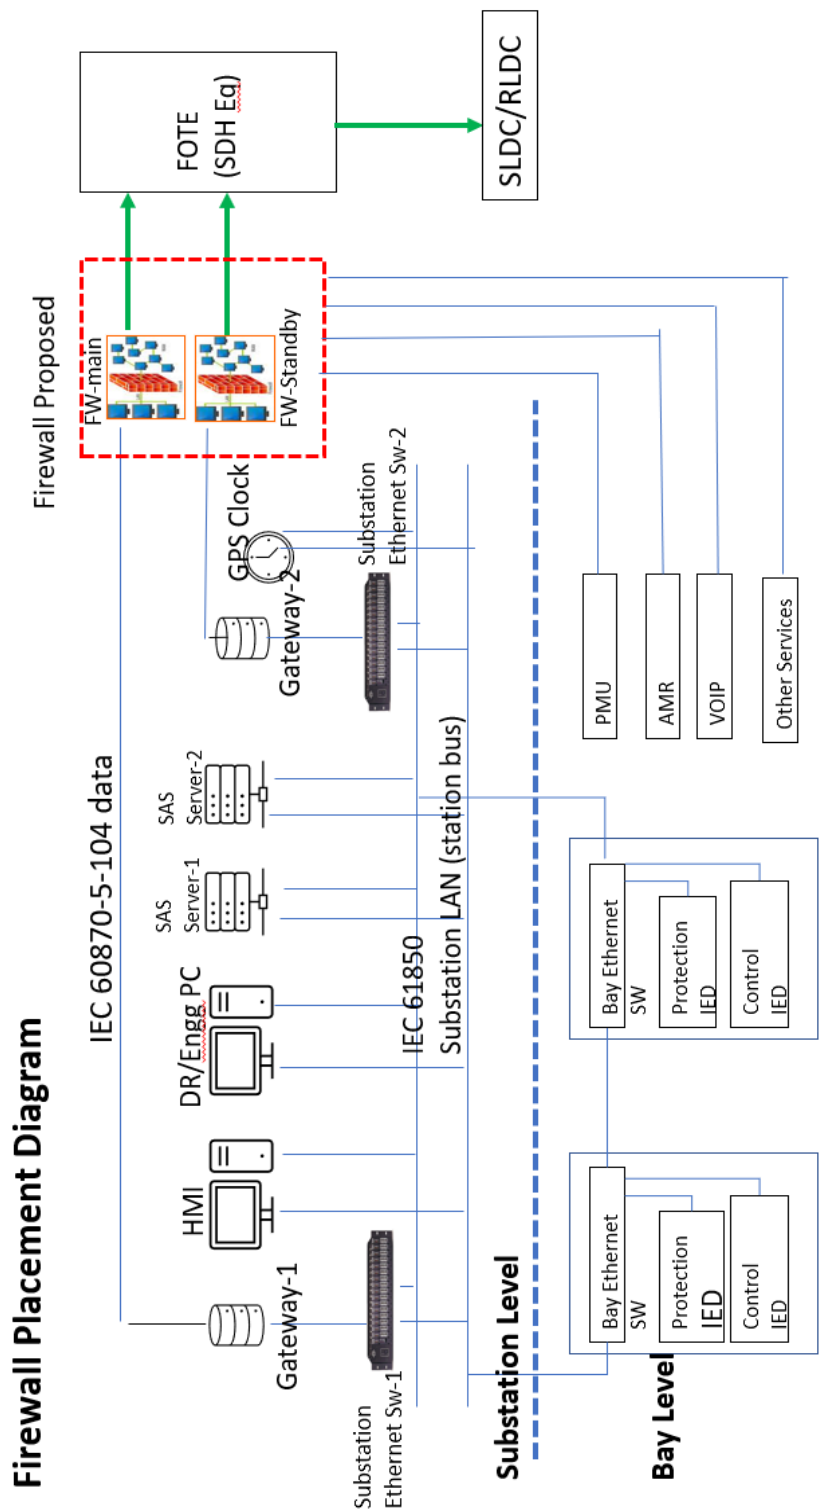 Firewall Placement Diagram
Firewall Proposed
IEC 60870-5-104 data
FW-main
FW-Standby
FOTE
(SDH Eq)
SLDC/RLDC
HMI
DR/Engg PC
SAS
Server-1
SAS
Server-2
GPS Clock
Gateway-1
Gateway-2
Substation
Ethernet Sw-1
Substation
Ethernet Sw-2
IEC 61850
Substation LAN (station bus)
Substation Level
Bay Level
Bay Ethernet
SW
Protection
IED
Control
IED
Bay Ethernet
SW
Protection
IED
Control
IED
PMU
AMR
VOIP
Other Services